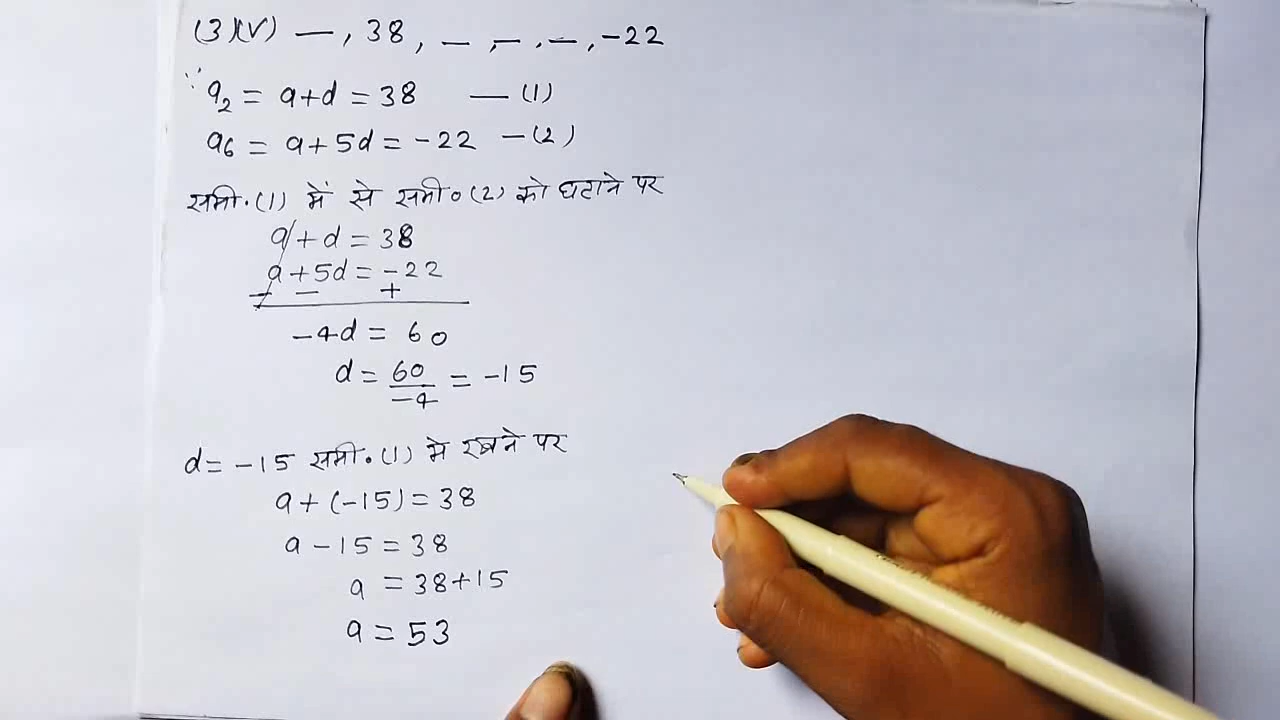 (3)(V) —, 38, —, —, —, -22
∵ a₂ = a+d = 38 — (1)
a₆ = a+5d = -22 — (2)
समी.(1) में से समी॰(2) को घटाने पर
a + d = 38
a + 5d = -22
- - +
-4d = 60
d = 60/-4 = -15
d = -15 समी.(1) मे रखने पर
a + (-15) = 38
a - 15 = 38
a = 38+15
a = 53